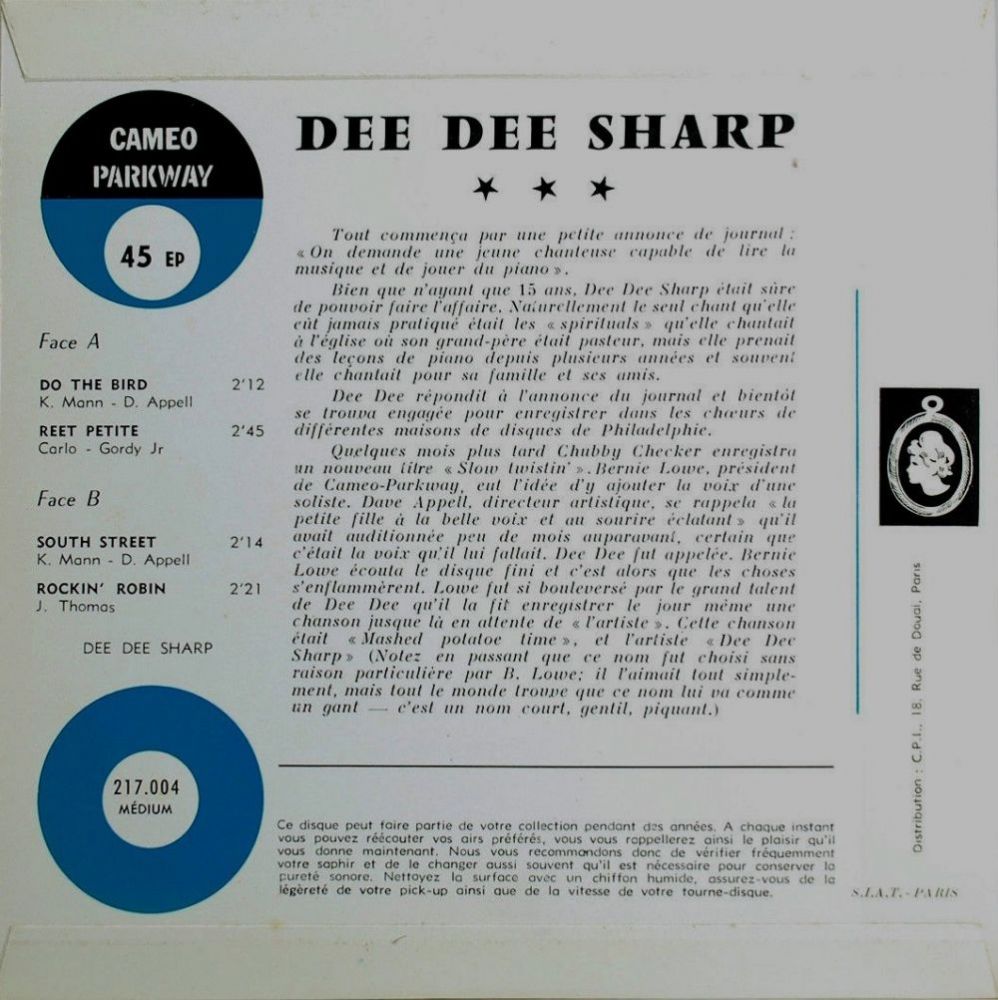 CAMEO
PARKWAY
45 EP
Face A
DO THE BIRD 2'12
K. Mann - D. Appell
REET PETITE 2'45
Carlo - Gordy Jr
Face B
SOUTH STREET 2'14
K. Mann - D. Appell
ROCKIN' ROBIN 2'21
J. Thomas
DEE DEE SHARP
217.004
MÉDIUM
DEE DEE SHARP
Tout commença par une petite annonce de journal :
« On demande une jeune chanteuse capable de lire la
musique et de jouer du piano ».
Bien que n'ayant que 15 ans, Dee Dee Sharp était sûre
de pouvoir faire l'affaire. Naturellement le seul chant qu'elle
eût jamais pratiqué était les « spirituals » qu'elle chantait
à l'église où son grand-père était pasteur, mais elle prenait
des leçons de piano depuis plusieurs années et souvent
elle chantait pour sa famille et ses amis.
Dee Dee répondit à l'annonce du journal et bientôt
se trouva engagée pour enregistrer dans les chœurs de
différentes maisons de disques de Philadelphie.
Quelques mois plus tard Chubby Checker enregistra
un nouveau titre « Slow twistin' ». Bernie Lowe, président
de Cameo-Parkway, eut l'idée d'y ajouter la voix d'une
soliste. Dave Appell, directeur artistique, se rappela « la
petite fille à la belle voix et au sourire éclatant » qu'il
avait auditionnée peu de mois auparavant, certain que
c'était la voix qu'il lui fallait. Dee Dee fut appelée. Bernie
Lowe écouta le disque fini et c'est alors que les choses
s'enflammèrent. Lowe fut si bouleversé par le grand talent
de Dee Dee qu'il la fit enregistrer le jour même une
chanson jusque là en attente de « l'artiste ». Cette chanson
était « Mashed potatoe time », et l'artiste « Dee Dee
Sharp » (Notez en passant que ce nom fut choisi sans
raison particulière par B. Lowe; il l'aimait tout simple-
ment, mais tout le monde trouve que ce nom lui va comme
un gant — c'est un nom court, gentil, piquant.)
Ce disque peut faire partie de votre collection pendant des années. A chaque instant
vous pouvez réécouter vos airs préférés, vous vous rappellerez ainsi le plaisir qu'il
vous donne maintenant. Nous vous recommandons donc de vérifier fréquemment
votre saphir et de le changer aussi souvent qu'il est nécessaire pour conserver la
pureté sonore. Nettoyez la surface avec un chiffon humide, assurez-vous de la
légèreté de votre pick-up ainsi que de la vitesse de votre tourne-disque.
Distribution : C.P.I., 18, Rue de Douai, Paris
S.I.A.T. - PARIS